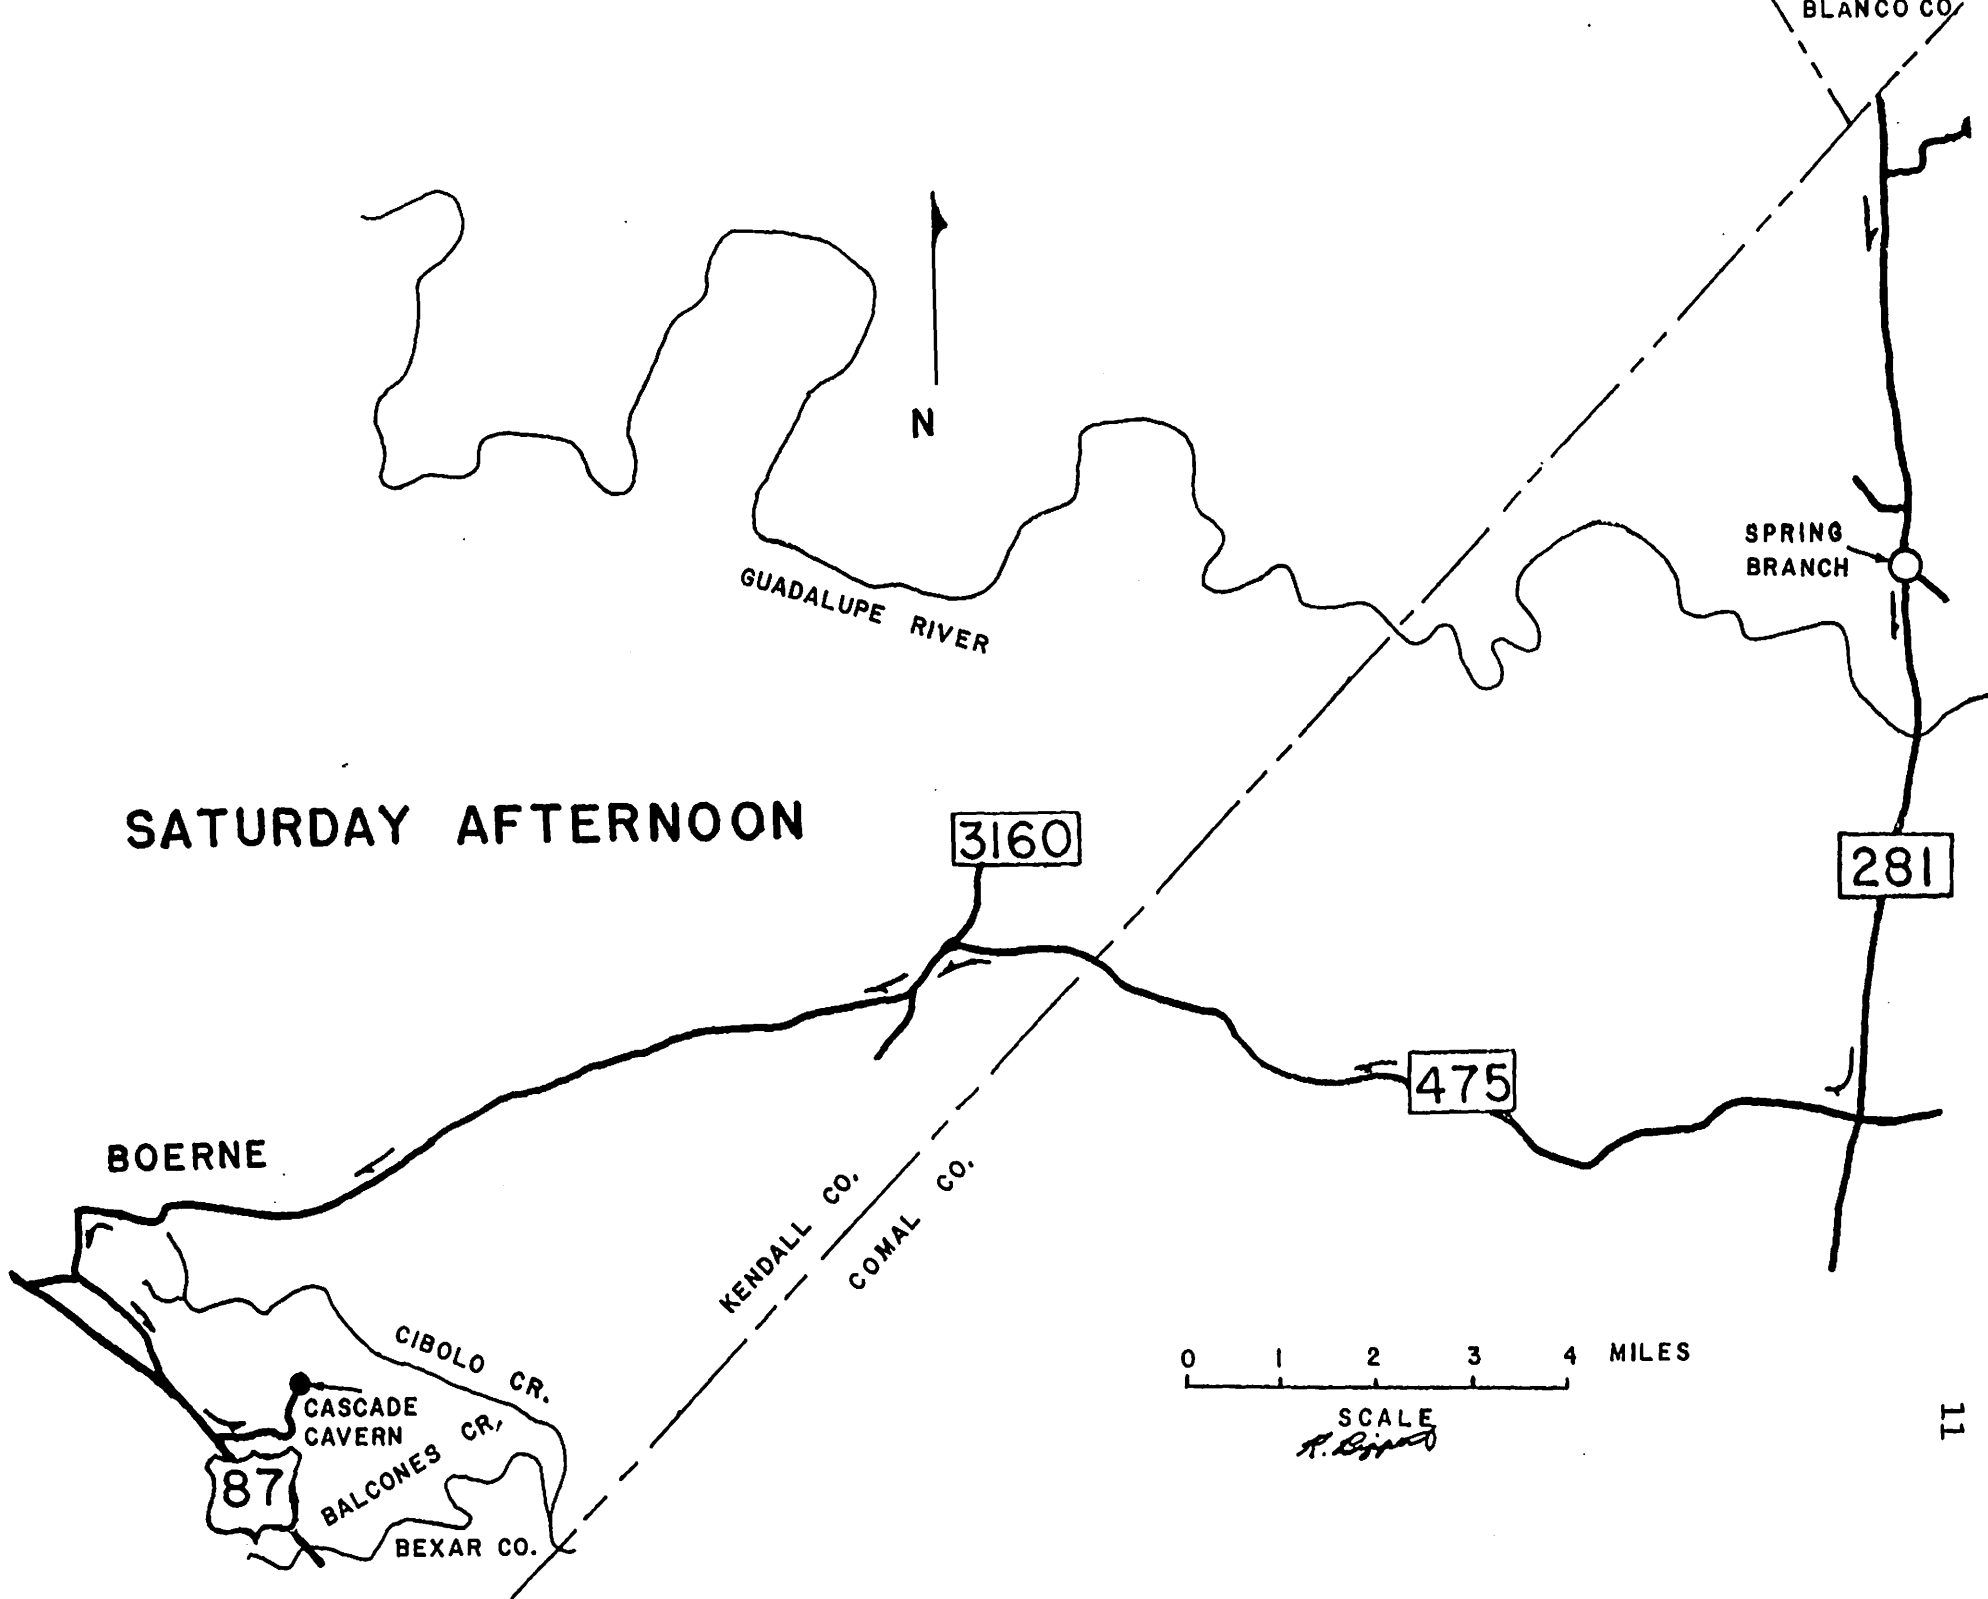 BLANCO CO.
N
SPRING
BRANCH
GUADALUPE RIVER
SATURDAY AFTERNOON
3160
281
475
BOERNE
KENDALL CO.
COMAL CO.
CIBOLO CR.
CASCADE
CAVERN
BALCONES CR.
87
BEXAR CO.
0 1 2 3 4 MILES
SCALE
11